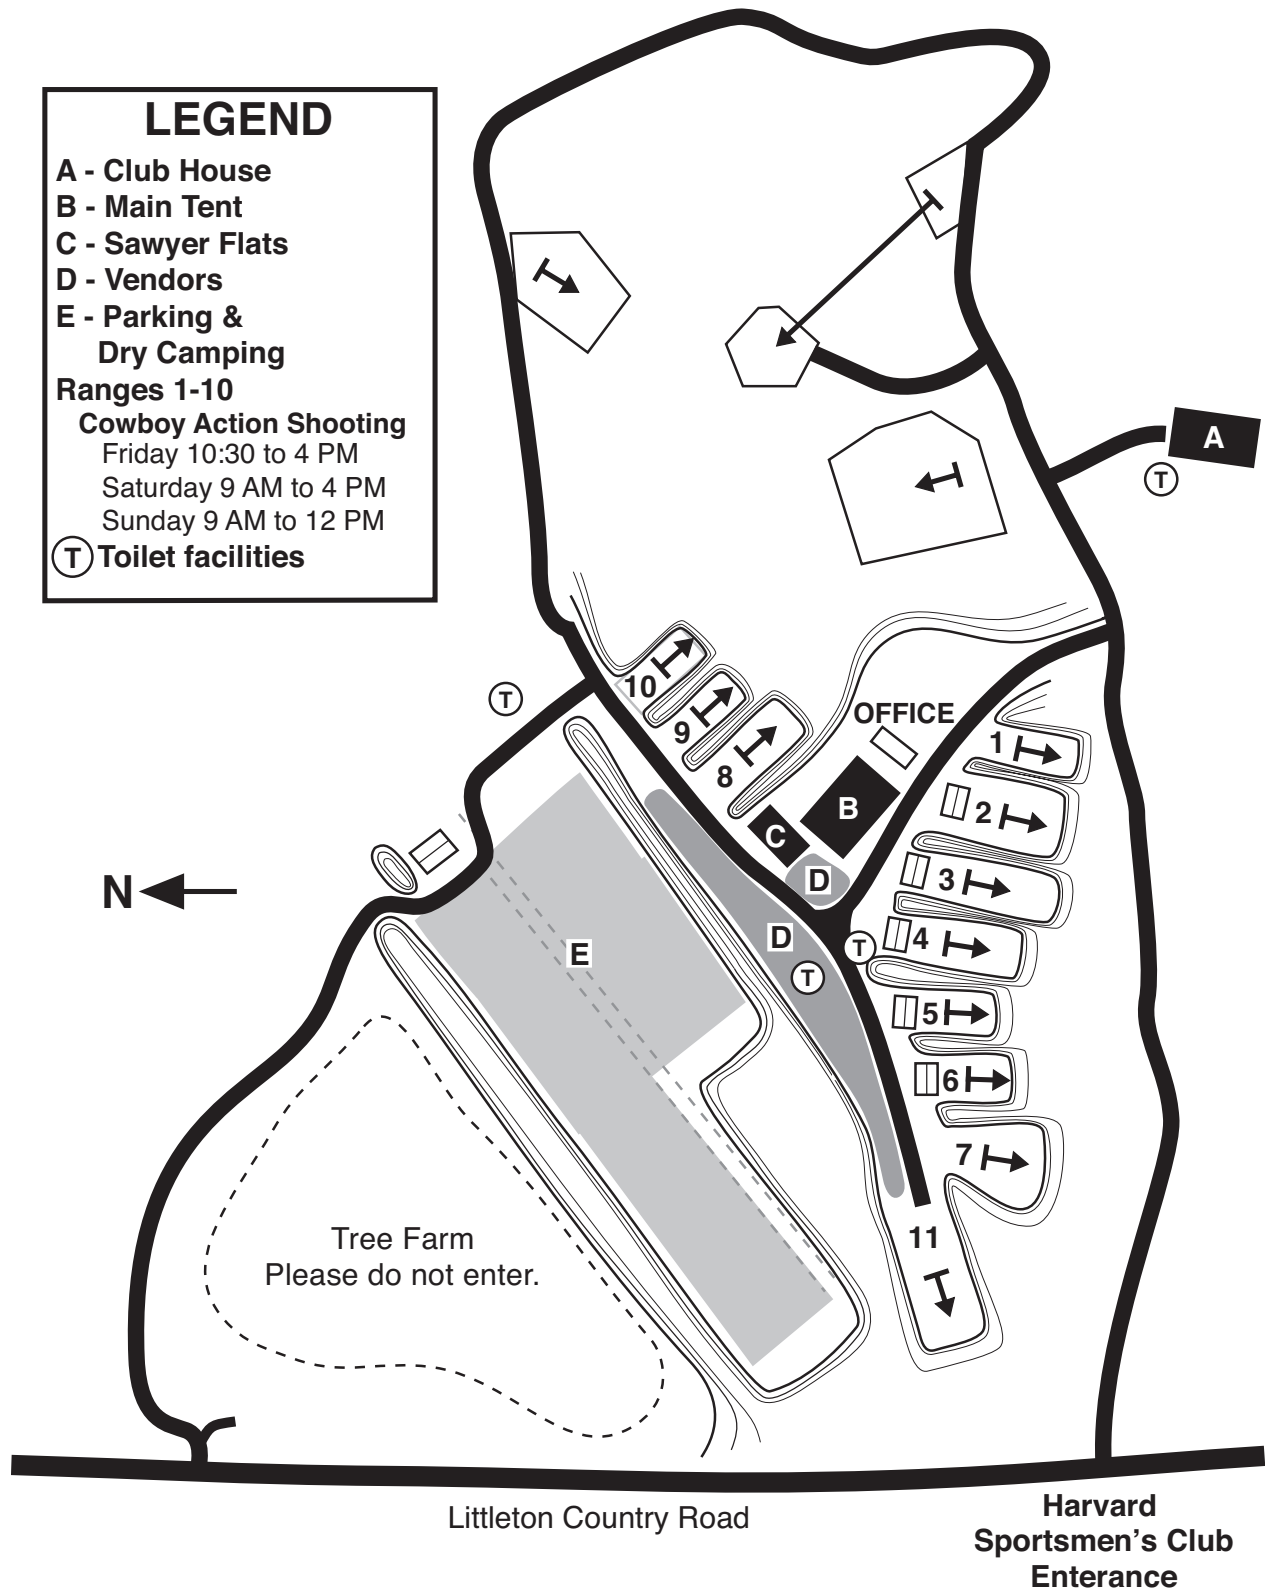 LEGEND
A - Club House
B - Main Tent
C - Sawyer Flats
D - Vendors
E - Parking &
Dry Camping
Ranges 1-10
Cowboy Action Shooting
Friday 10:30 to 4 PM
Saturday 9 AM to 4 PM
Sunday 9 AM to 12 PM
T Toilet facilities
A
T
10
T
9
OFFICE
8
1
B
2
C
D
3
N
D
T
4
E
T
5
6
7
11
Tree Farm
Please do not enter.
Littleton Country Road
Harvard
Sportsmen's Club
Enterance